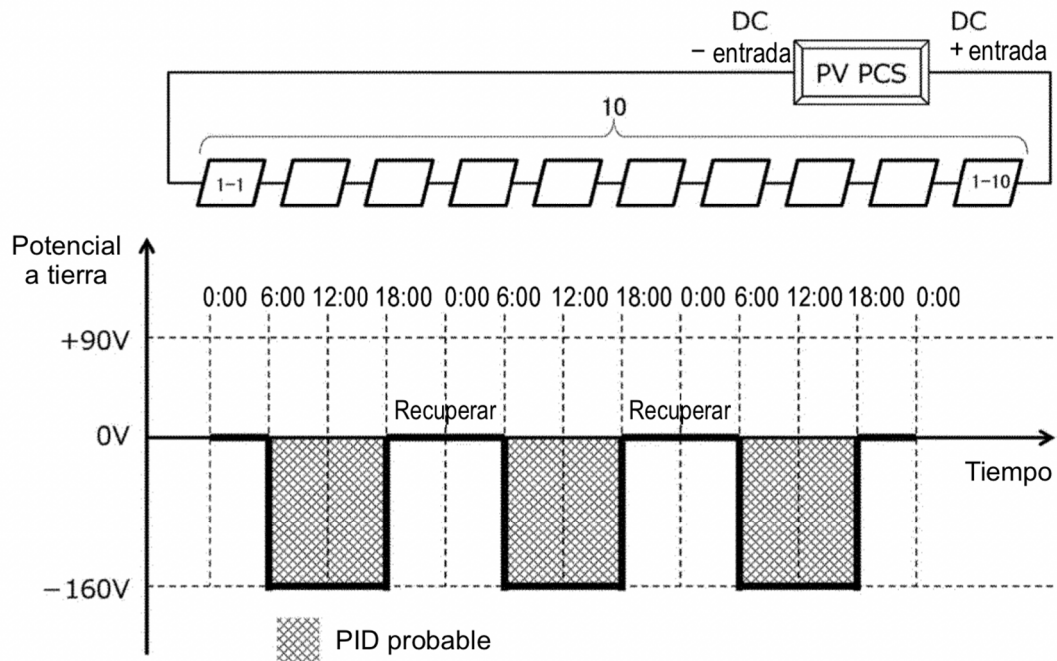 DC
− entrada
PV PCS
DC
+ entrada
10
1-1
1-10
Potencial
a tierra
0:00 6:00 12:00 18:00 0:00 6:00 12:00 18:00 0:00 6:00 12:00 18:00 0:00
+90V
Recuperar Recuperar
0V
Tiempo
−160V
PID probable